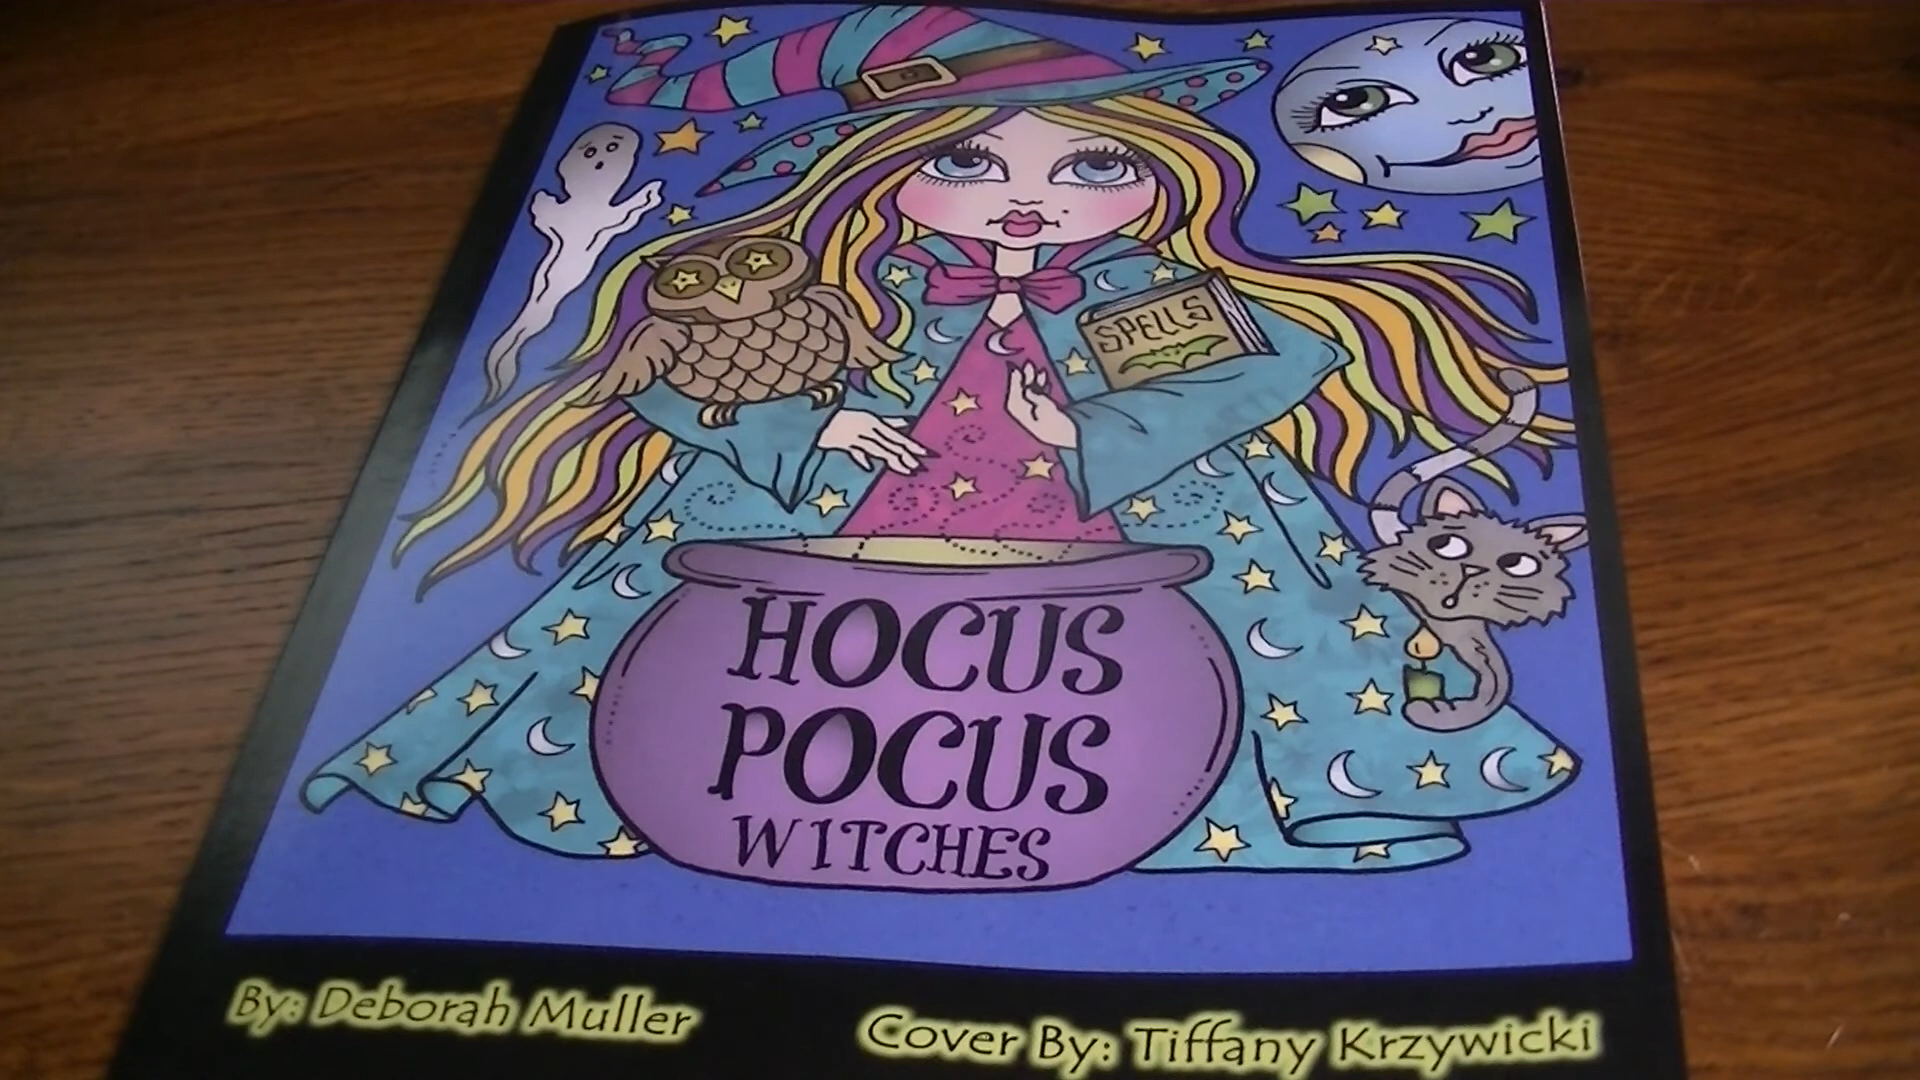 SPELLS
HOCUS
POCUS
WITCHES
By: Deborah Muller
Cover By: Tiffany Krzywicki